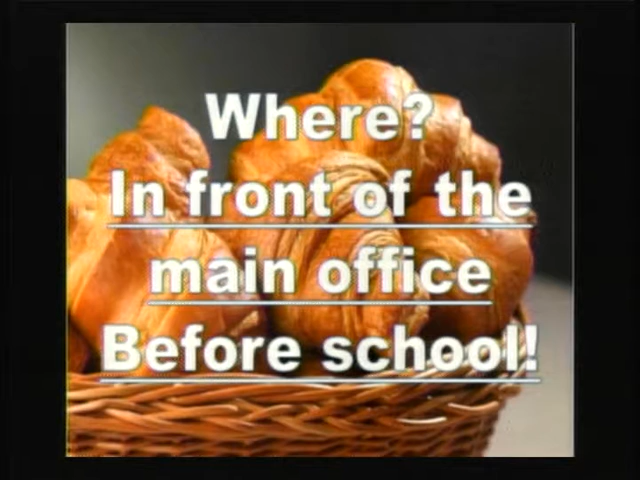 Where?
In front of the
main office
Before school!